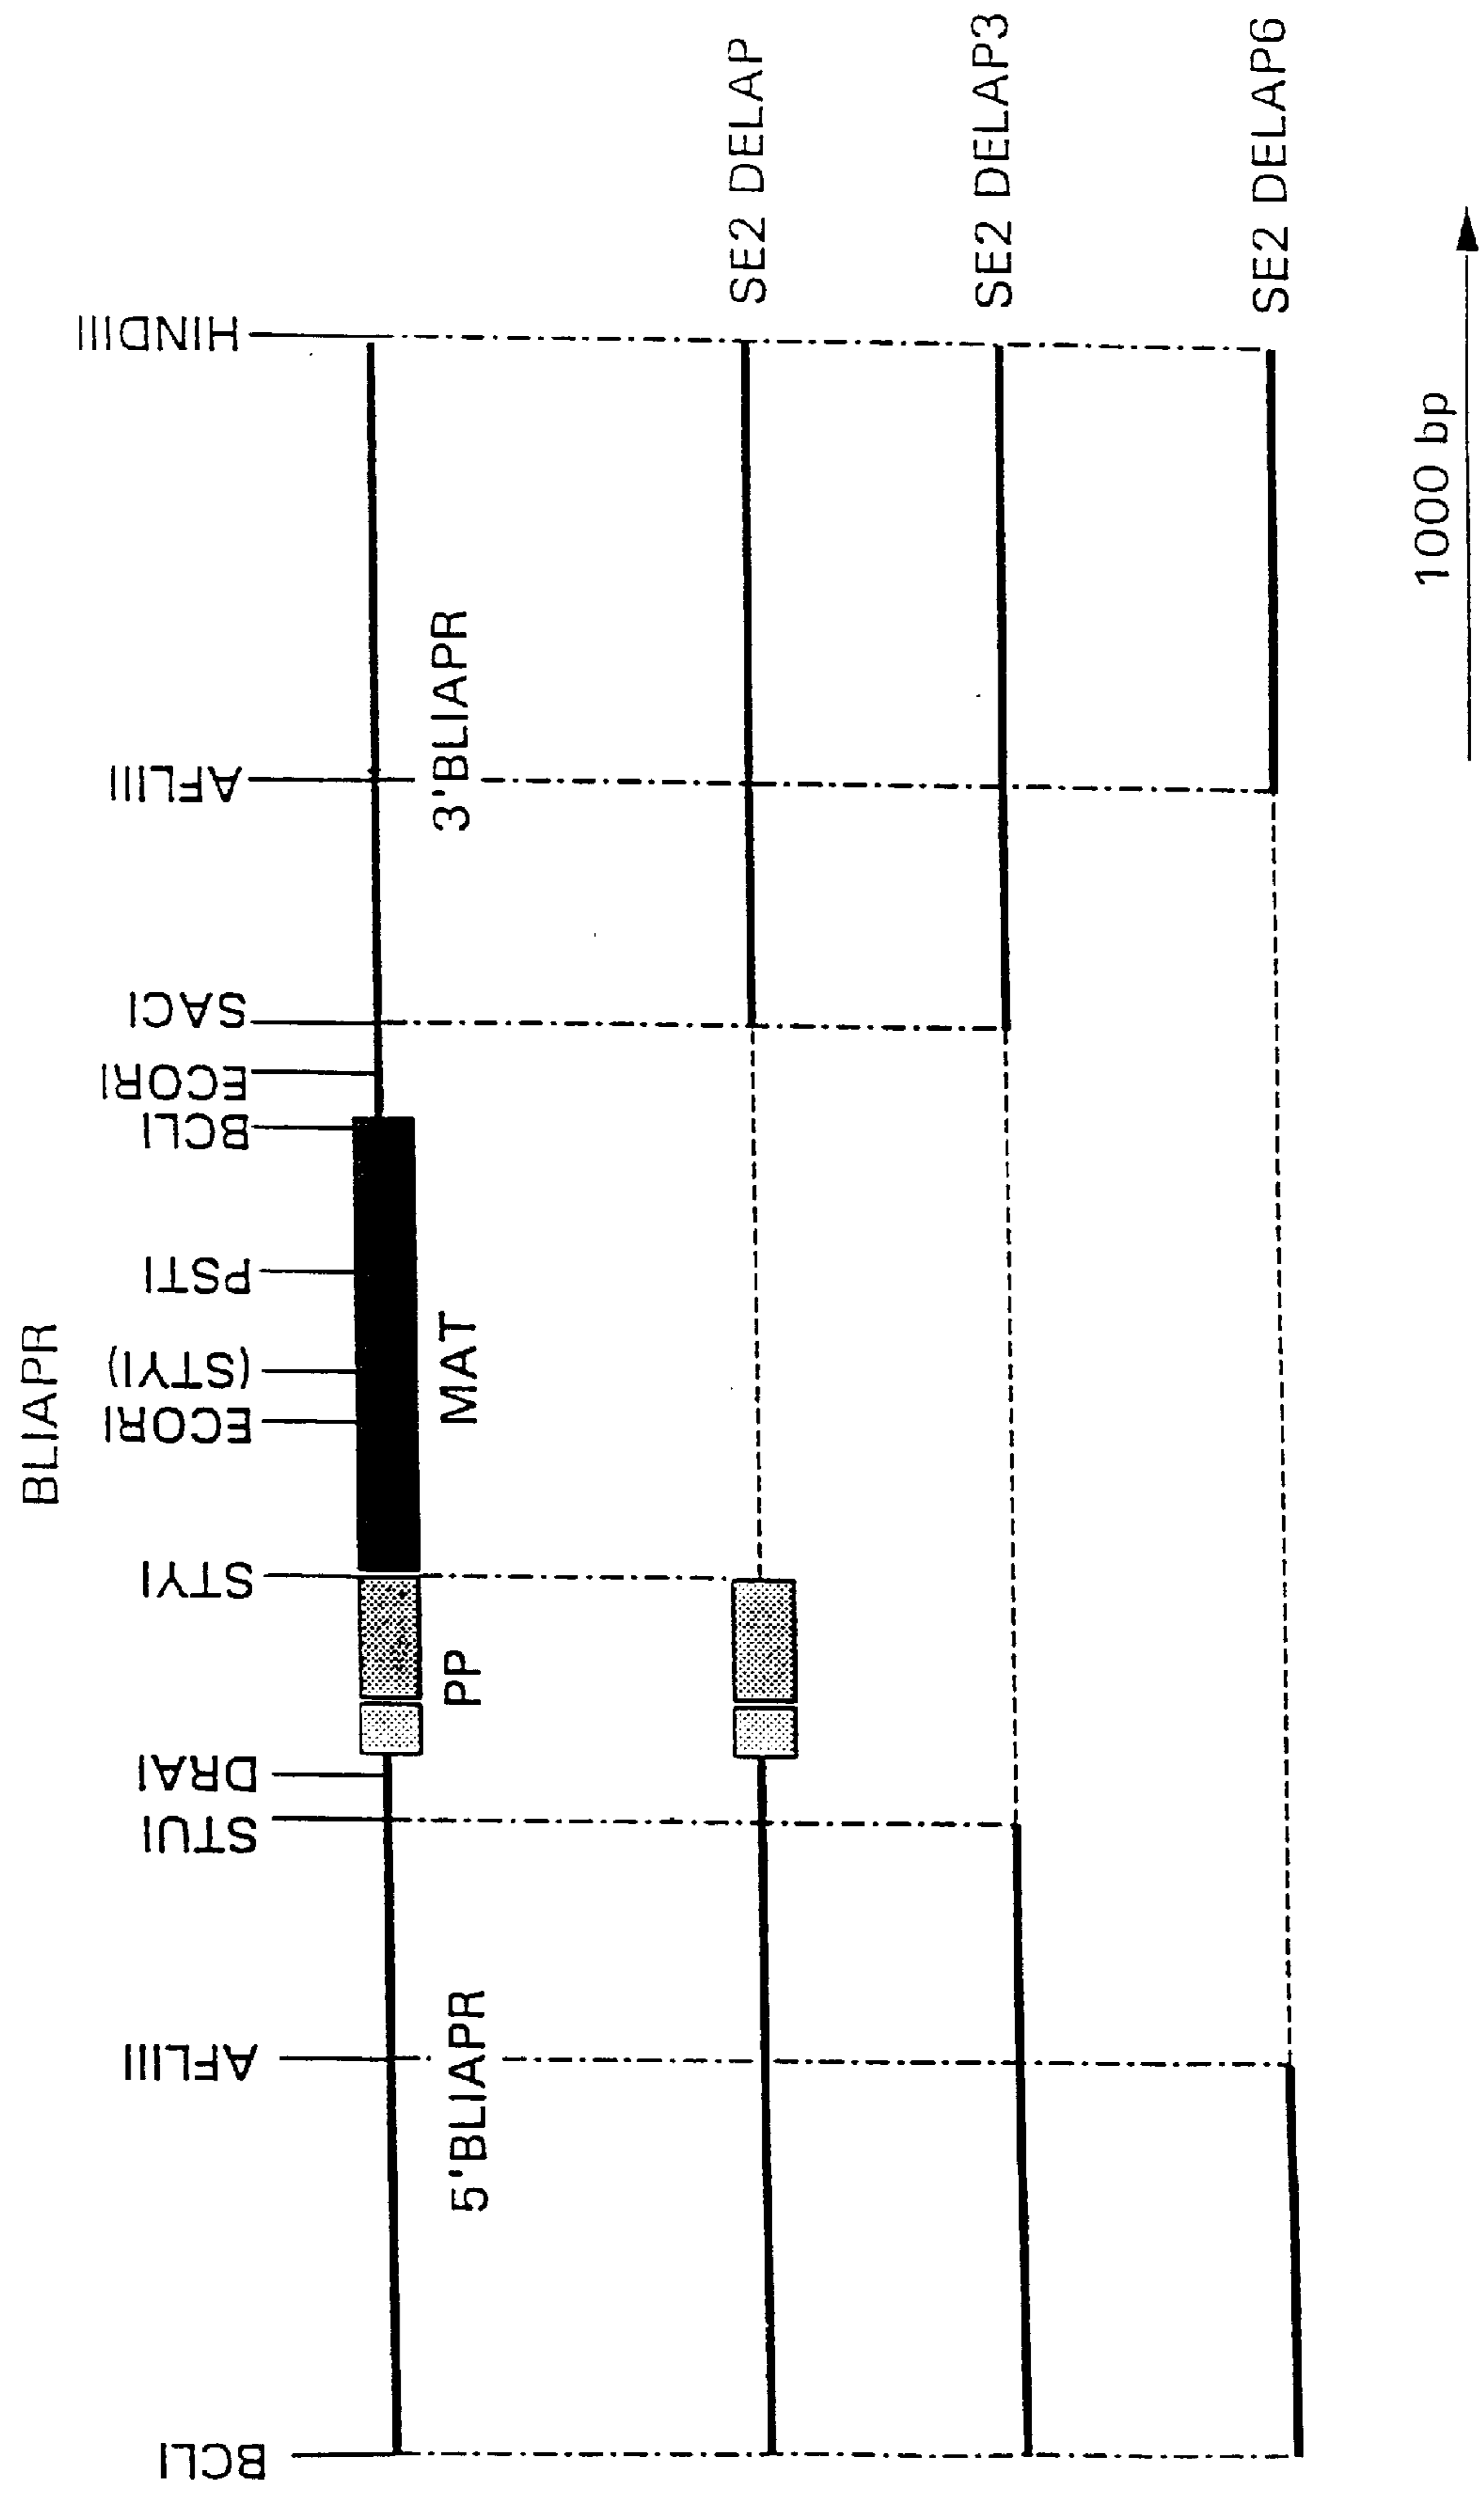 BLIAPR
BCLI
AFLIII
STUI
DRAI
STYI
ECORI
(STYI)
PSTI
BCLI
ECORI
SACI
AFLIII
HINDIII
5'BLIAPR
PP
MAT
3'BLIAPR
SE2 DELAP
SE2 DELAP3
SE2 DELAP6
1000 bp